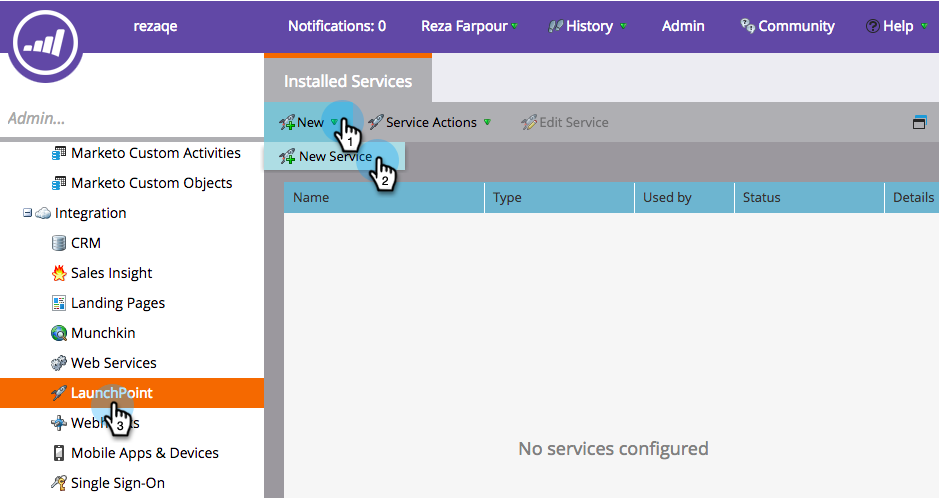 rezaqe Notifications: 0 Reza Farpour History Admin Community Help
Installed Services
Admin...
New Service Actions Edit Service
1
New Service
2
Name Type Used by Status Details
Marketo Custom Activities
Marketo Custom Objects
Integration
CRM
Sales Insight
Landing Pages
Munchkin
Web Services
LaunchPoint
3
Mobile Apps & Devices
Single Sign-On
No services configured